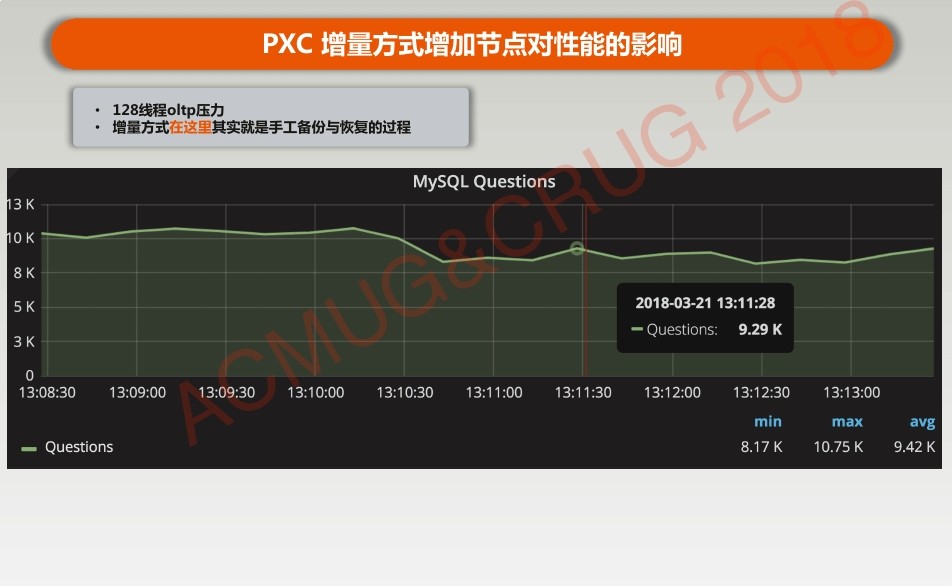 PXC 增量方式增加节点对性能的影响
• 128线程oltp压力
• 增量方式在这里其实就是手工备份与恢复的过程
MySQL Questions
13 K
10 K
8 K
5 K
3 K
0
2018-03-21 13:11:28
Questions: 9.29 K
13:08:30 13:09:00 13:09:30 13:10:00 13:10:30 13:11:00 13:11:30 13:12:00 13:12:30 13:13:00
min max avg
Questions 8.17 K 10.75 K 9.42 K
ACMUG&CRUG 2018